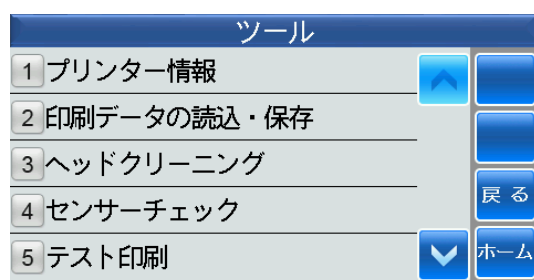 ツール
1 プリンター情報
2 印刷データの読込・保存
3 ヘッドクリーニング
4 センサーチェック
戻る
5 テスト印刷
ホーム